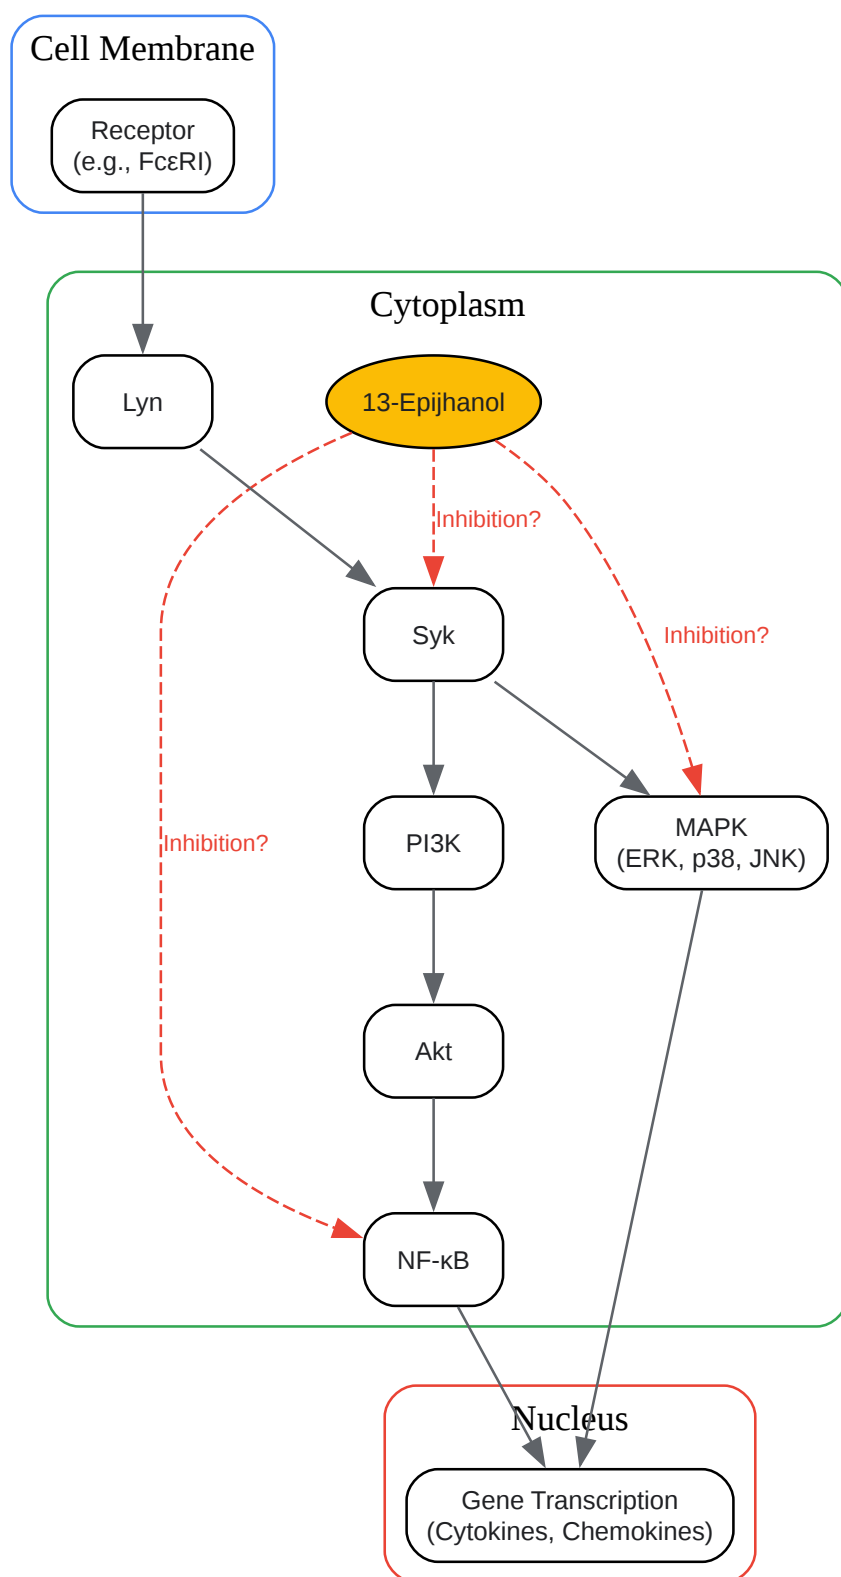 Cell Membrane
Receptor
(e.g., FcεRI)
Cytoplasm
Lyn
13-Epijhanol
Inhibition?
Syk
Inhibition?
Inhibition?
PI3K
MAPK
(ERK, p38, JNK)
Akt
NF-κB
Nucleus
Gene Transcription
(Cytokines, Chemokines)